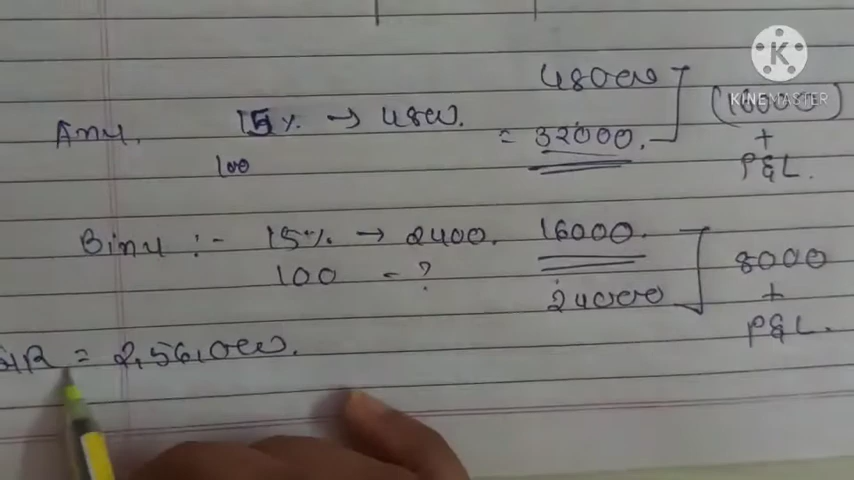 48000
Anu. 15% → 4800. = 32000. (16000)
100 + P&L.
Binu :- 15% → 2400. 16000. 8000
100 = ? 24000 + P&L.
= 2,56,000.
KINEMASTER